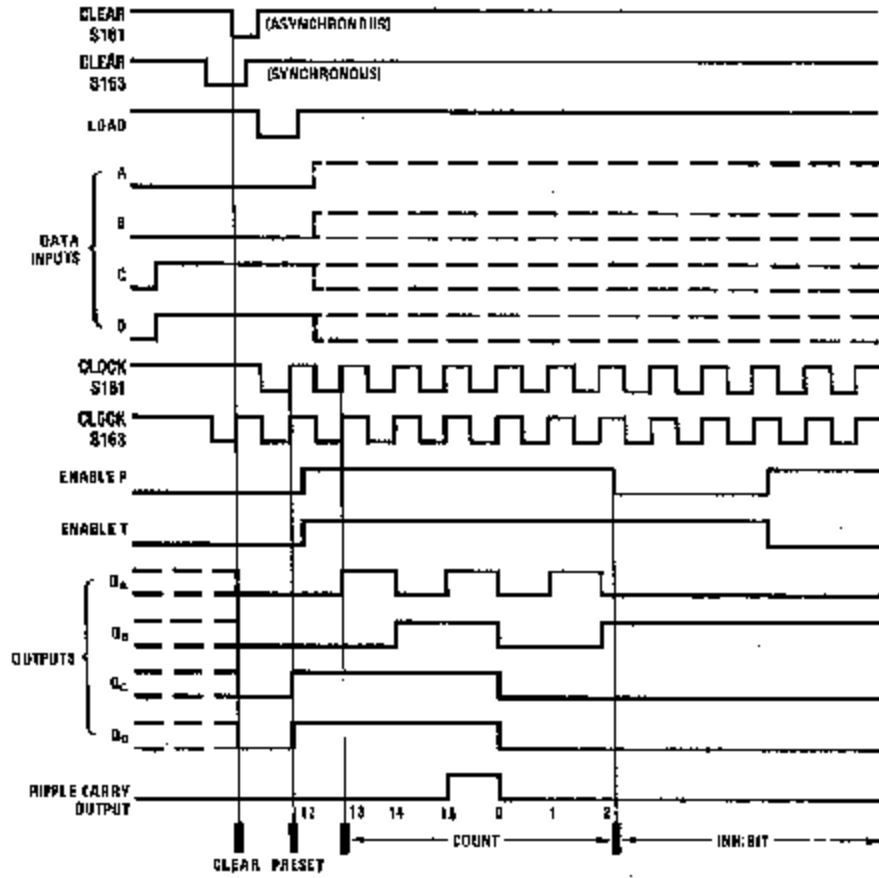 CLEAR
S161
(ASYNCHRONOUS)
CLEAR
S163
(SYNCHRONOUS)
LOAD
A
B
DATA
INPUTS
C
D
CLOCK
S161
CLOCK
S163
ENABLE P
ENABLE T
QA
QB
OUTPUTS
QC
QD
RIPPLE CARRY
OUTPUT
12 13 14 15 0 1 2
COUNT
INHIBIT
CLEAR PRESET